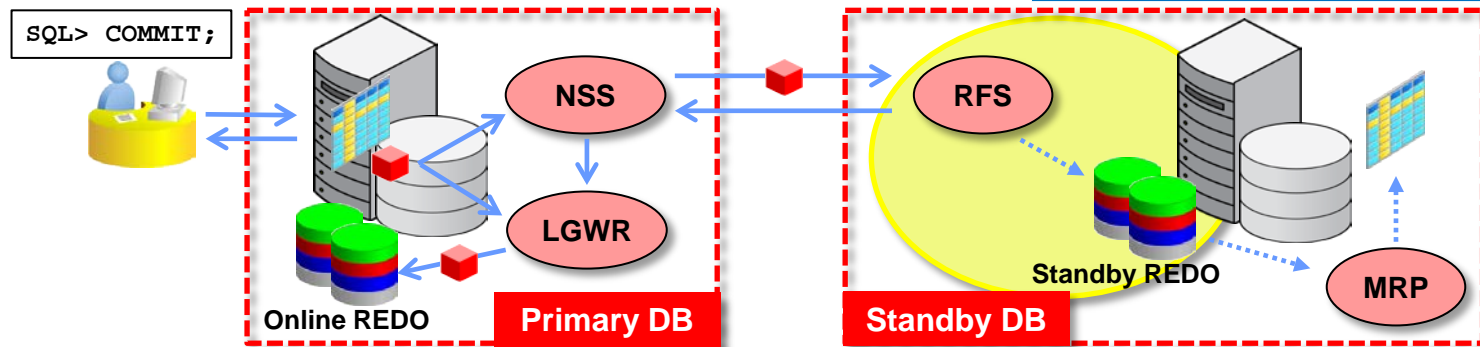 SQL> COMMIT;
NSS
LGWR
Online REDO
Primary DB
RFS
Standby REDO
MRP
Standby DB